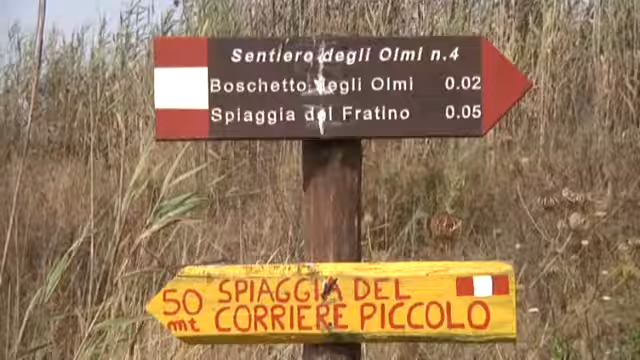 Sentiero degli Olmi n.4
Boschetto degli Olmi 0.02
Spiaggia del Fratino 0.05
50 mt SPIAGGIA DEL
CORRIERE PICCOLO